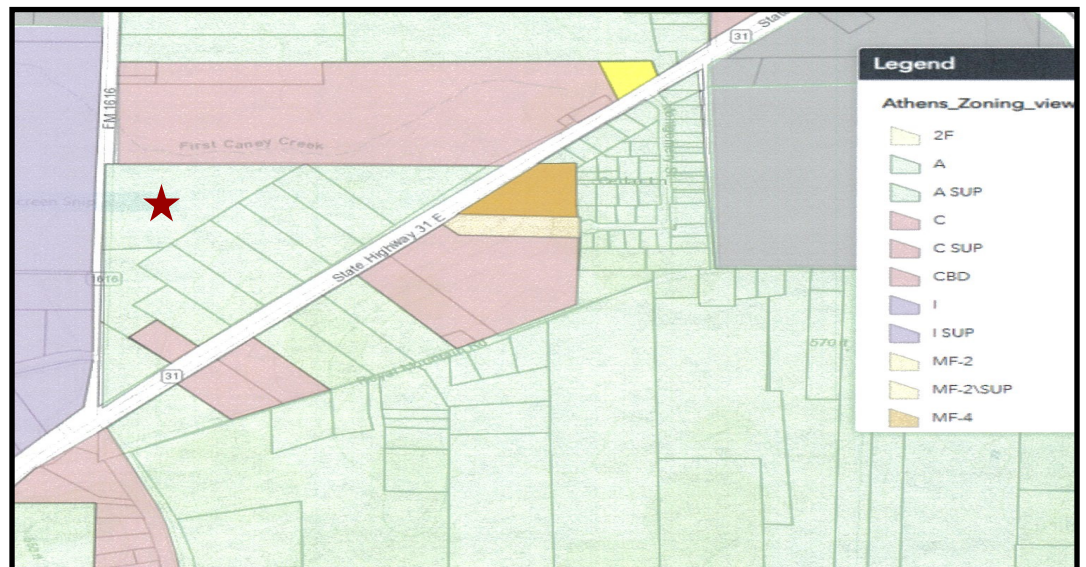 31
State
Legend
Athens_Zoning_view
2F
A
A SUP
C
C SUP
CBD
I
I SUP
MF-2
MF-2\SUP
MF-4
FM 1616
First Caney Creek
State Highway 31 E
1616
31
570 ft